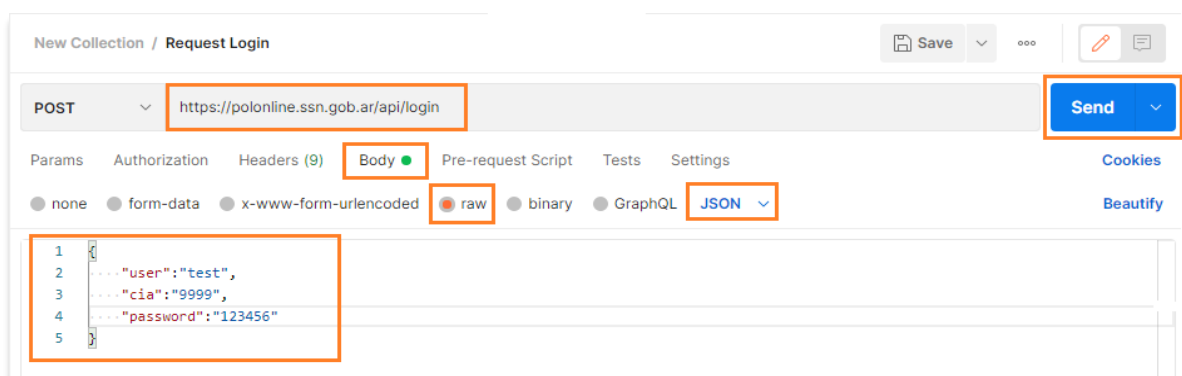 New Collection / Request Login Save ooo
POST https://polonline.ssn.gob.ar/api/login Send
Params Authorization Headers (9) Body Pre-request Script Tests Settings Cookies
none form-data x-www-form-urlencoded raw binary GraphQL JSON Beautify
1 {
2 ····"user":"test",
3 ····"cia":"9999",
4 ····"password":"123456"
5 }